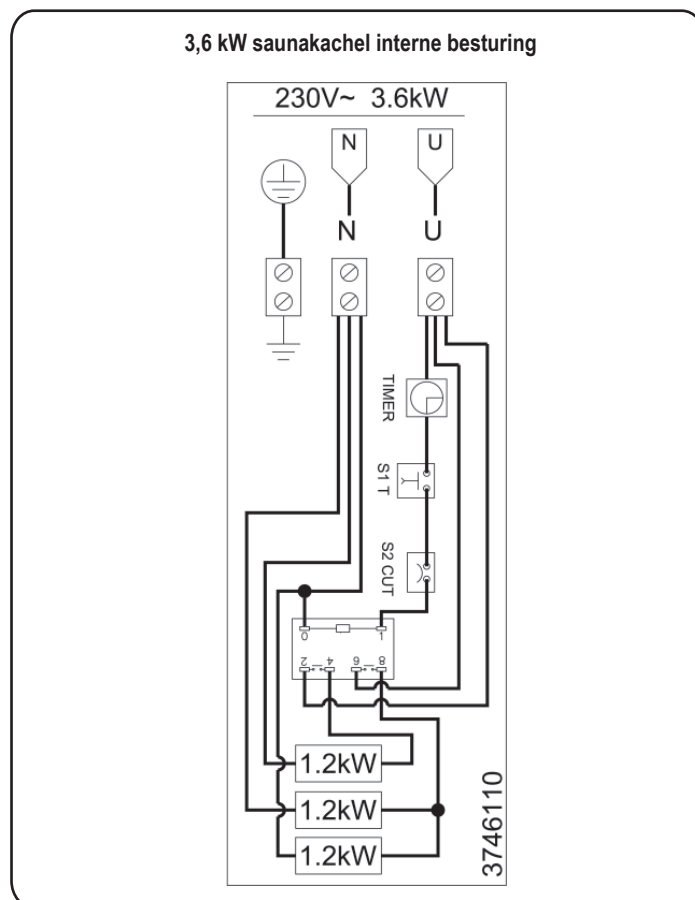 3,6 kW saunakachel interne besturing
230V~ 3.6kW
N U
N U
TIMER
S1 T
S2 CUT
0 1
2 4 6 8
1.2kW
1.2kW
1.2kW
3746110